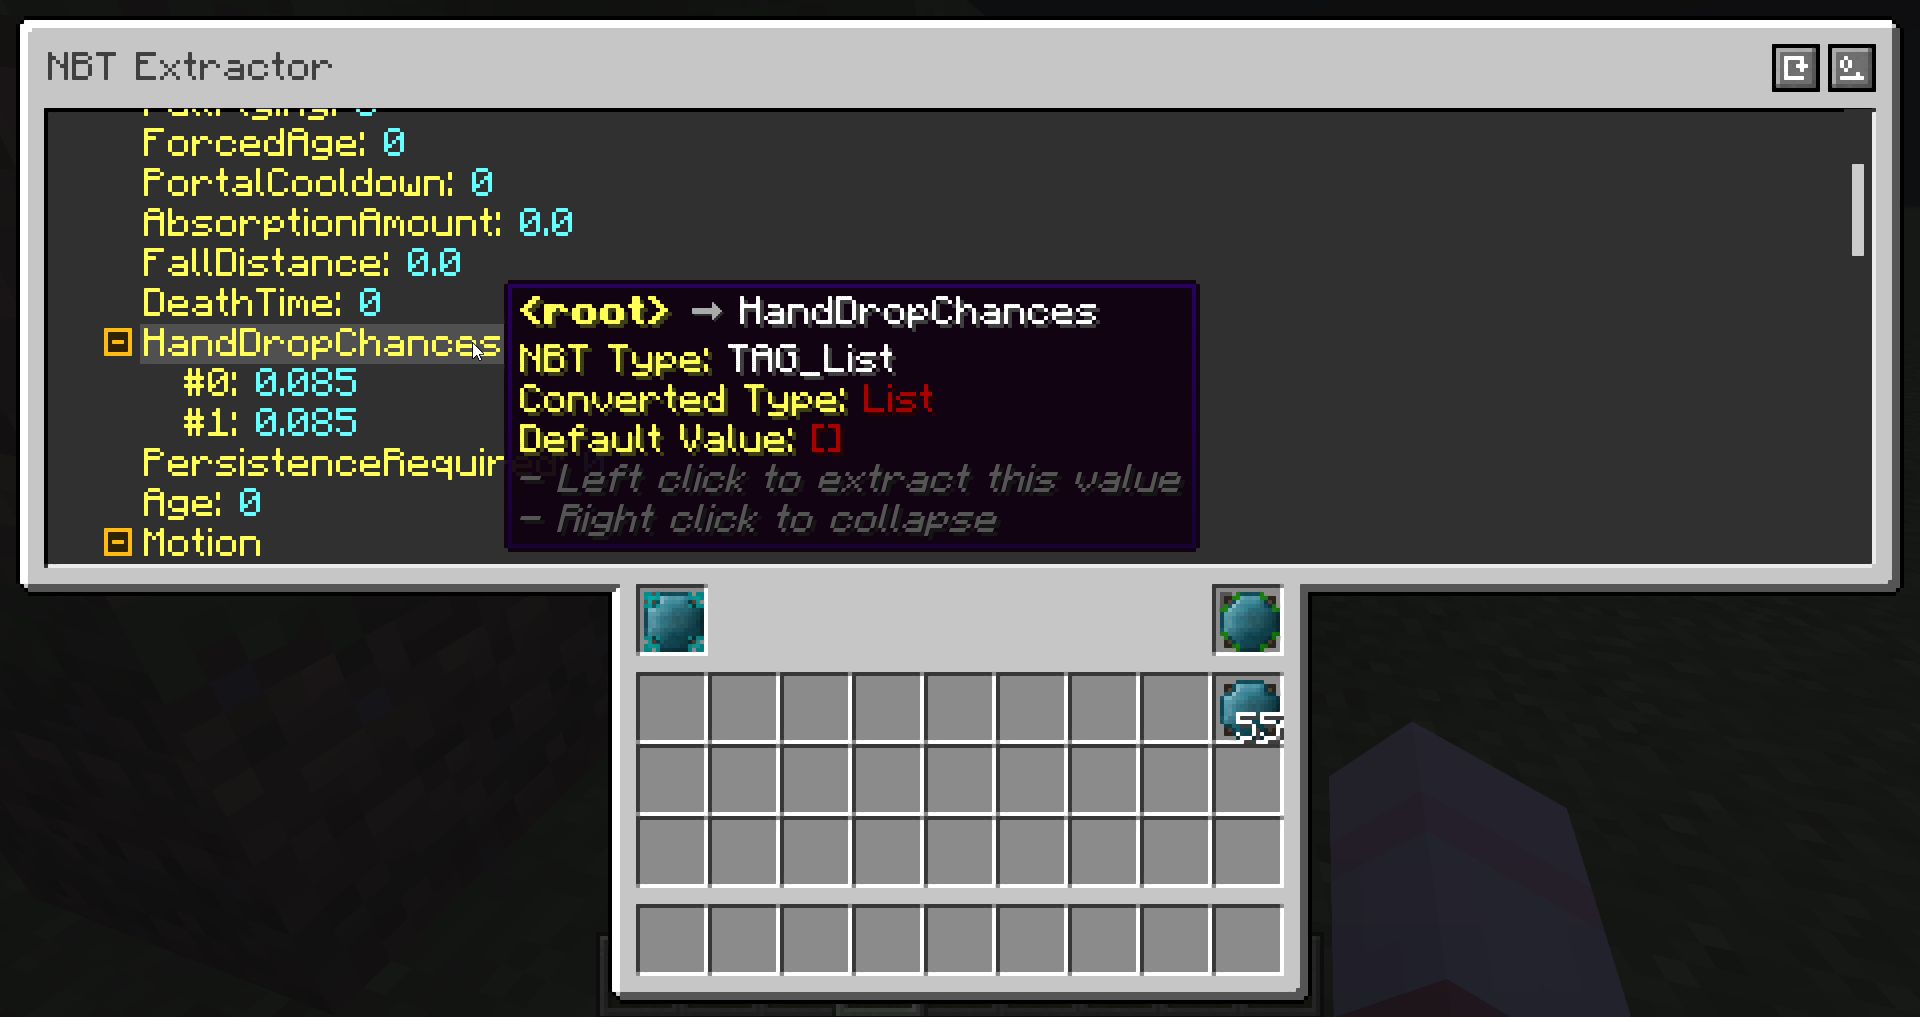 NBT Extractor
ForcedAge: 0
PortalCooldown: 0
AbsorptionAmount: 0.0
FallDistance: 0.0
DeathTime: 0
HandDropChances
#0: 0.085
#1: 0.085
Age: 0
Motion
<root> → HandDropChances
NBT Type: TAG_List
Converted Type: List
Default Value: []
- Left click to extract this value
- Right click to collapse
55